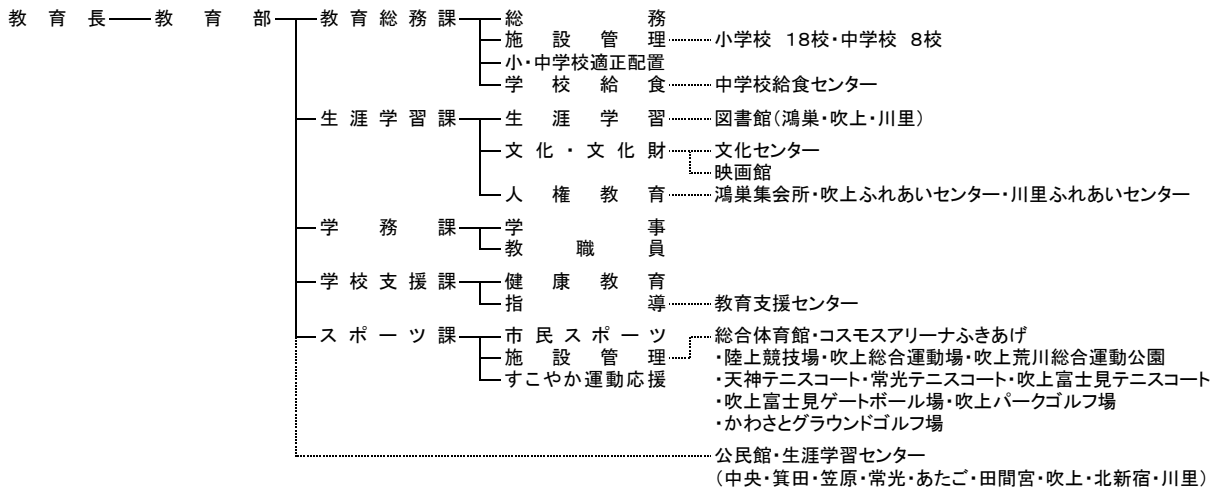 教育長 教育部 教育総務課 総務
施設管理 小学校 18校・中学校 8校
小・中学校適正配置
学校給食 中学校給食センター
生涯学習課 生涯学習 図書館(鴻巣・吹上・川里)
文化・文化財 文化センター
映画館
人権教育 鴻巣集会所・吹上ふれあいセンター・川里ふれあいセンター
学務課 学事
教職員
学校支援課 健康教育
指導 教育支援センター
スポーツ課 市民スポーツ 総合体育館・コスモスアリーナふきあげ
施設管理 ・陸上競技場・吹上総合運動場・吹上荒川総合運動公園
すこやか運動応援 ・天神テニスコート・常光テニスコート・吹上富士見テニスコート
・吹上富士見ゲートボール場・吹上パークゴルフ場
・かわさとグラウンドゴルフ場
公民館・生涯学習センター
(中央・箕田・笠原・常光・あたご・田間宮・吹上・北新宿・川里)